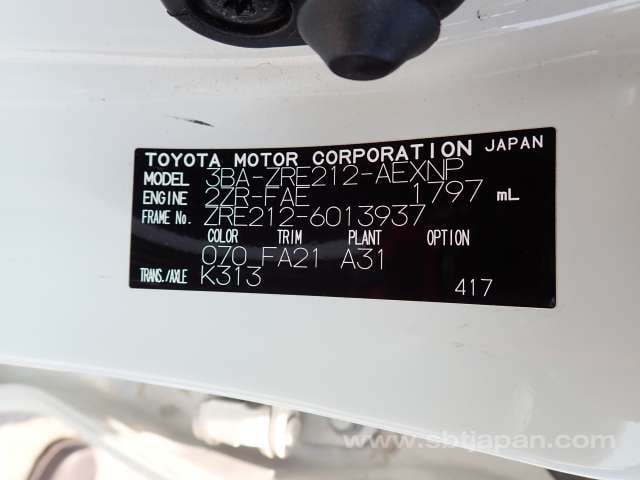 TOYOTA MOTOR CORPORATION JAPAN
MODEL 3BA-ZRE212-AEXNP
ENGINE 2ZR-FAE 1797 mL
FRAME No. ZRE212-6013937
COLOR TRIM PLANT OPTION
070 FA21 A31
TRANS./AXLE K313
417
www.sbtjapan.com/